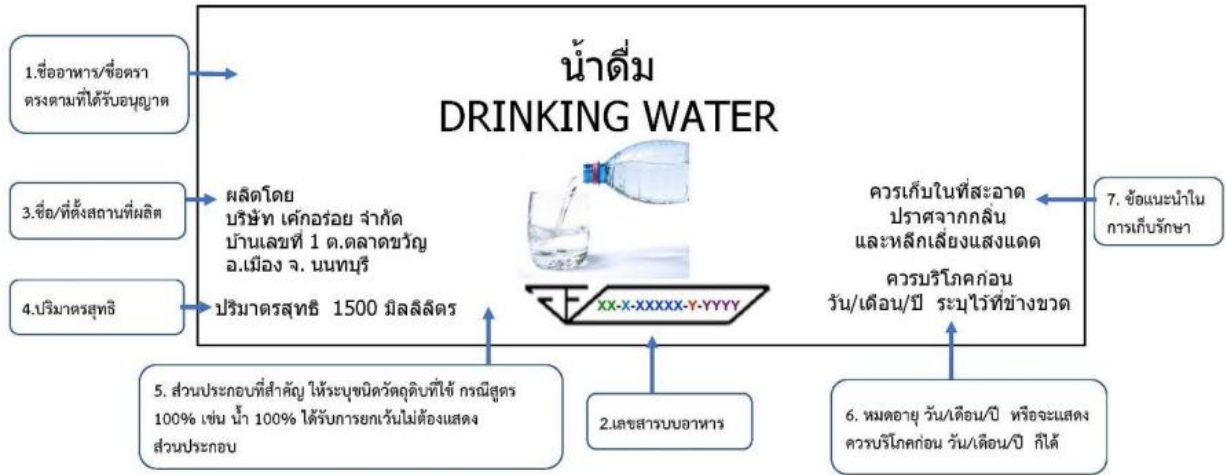 1.ชื่ออาหาร/ชื่อตรา
ตรงตามที่ได้รับอนุญาต
น้ำดื่ม
DRINKING WATER
3.ชื่อ/ที่ตั้งสถานที่ผลิต
ผลิตโดย
บริษัท เค้กอร่อย จำกัด
บ้านเลขที่ 1 ต.ตลาดขวัญ
อ.เมือง จ. นนทบุรี
ควรเก็บในที่สะอาด
ปราศจากกลิ่น
และหลีกเลี่ยงแสงแดด
7. ข้อแนะนำใน
การเก็บรักษา
4.ปริมาตรสุทธิ
ปริมาตรสุทธิ 1500 มิลลิลิตร
XX-X-XXXXX-Y-YYYY
ควรบริโภคก่อน
วัน/เดือน/ปี ระบุไว้ที่ข้างขวด
5. ส่วนประกอบที่สำคัญ ให้ระบุชนิดวัตถุดิบที่ใช้ กรณีสูตร
100% เช่น น้ำ 100% ได้รับการยกเว้นไม่ต้องแสดง
ส่วนประกอบ
2.เลขสารบบอาหาร
6. หมดอายุ วัน/เดือน/ปี หรือจะแสดง
ควรบริโภคก่อน วัน/เดือน/ปี ก็ได้